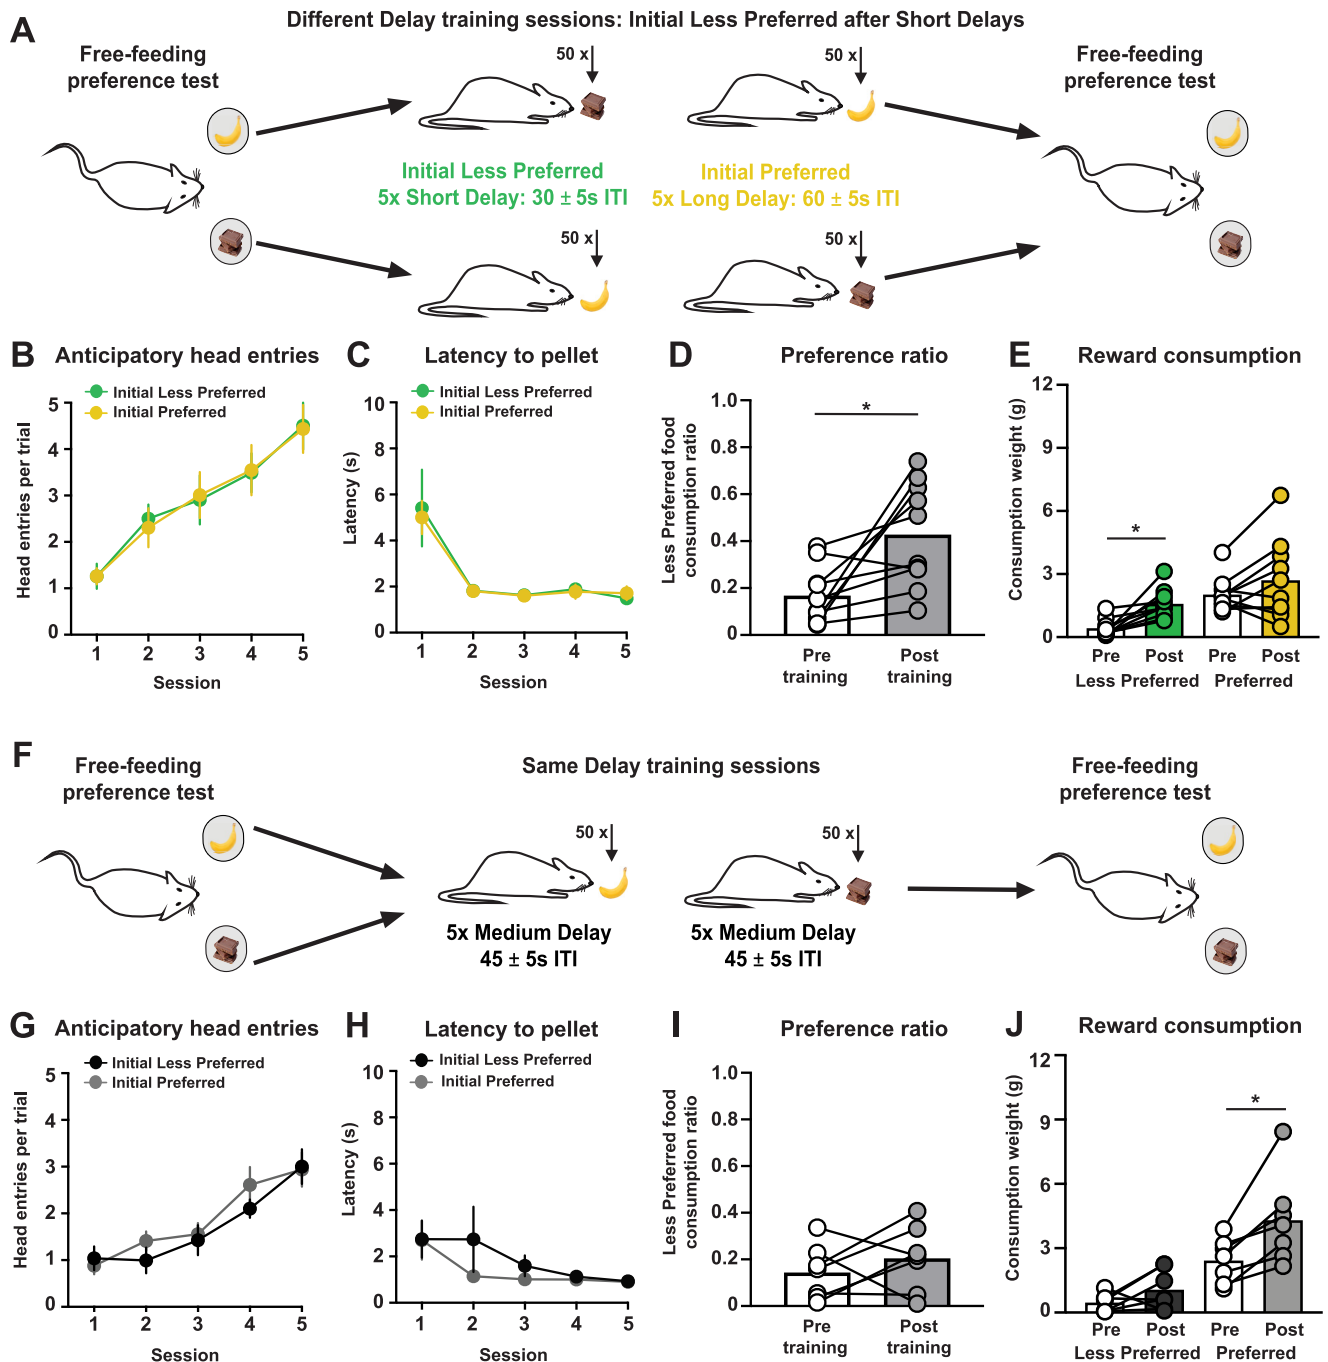 A
Different Delay training sessions: Initial Less Preferred after Short Delays
Free-feeding
preference test
50 x
50 x
Free-feeding
preference test
Initial Less Preferred
5x Short Delay: 30 ± 5s ITI
Initial Preferred
5x Long Delay: 60 ± 5s ITI
50 x
50 x
B
Anticipatory head entries
Initial Less Preferred
Initial Preferred
Head entries per trial
5
4
3
2
1
0
1 2 3 4 5
Session
C
Latency to pellet
Initial Less Preferred
Initial Preferred
Latency (s)
10
8
6
4
2
0
1 2 3 4 5
Session
D
Preference ratio
Less Preferred food
consumption ratio
1.0
0.8
0.6
0.4
0.2
0
*
Pre
training
Post
training
E
Reward consumption
Consumption weight (g)
12
9
6
3
0
*
Pre Post Pre Post
Less Preferred Preferred
F
Free-feeding
preference test
Same Delay training sessions
Free-feeding
preference test
50 x
50 x
5x Medium Delay
45 ± 5s ITI
5x Medium Delay
45 ± 5s ITI
G
Anticipatory head entries
Initial Less Preferred
Initial Preferred
Head entries per trial
5
4
3
2
1
0
1 2 3 4 5
Session
H
Latency to pellet
Initial Less Preferred
Initial Preferred
Latency (s)
10
8
6
4
2
0
1 2 3 4 5
Session
I
Preference ratio
Less Preferred food
consumption ratio
1.0
0.8
0.6
0.4
0.2
0
Pre
training
Post
training
J
Reward consumption
Consumption weight (g)
12
9
6
3
0
*
Pre Post Pre Post
Less Preferred Preferred